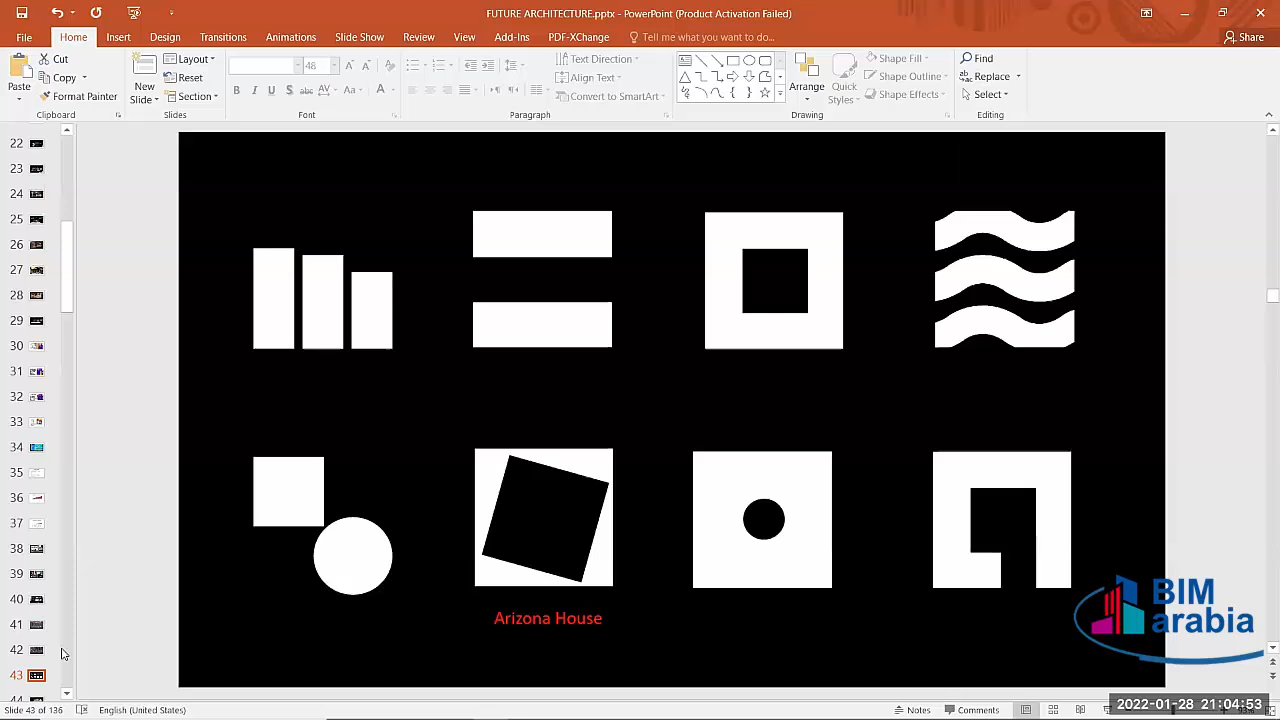 FUTURE ARCHITECTURE.pptx - PowerPoint (Product Activation Failed)
File Home Insert Design Transitions Animations Slide Show Review View Add-Ins PDF-XChange Tell me what you want to do... Share
Paste
Cut
Copy
Format Painter
Clipboard
New Slide
Layout
Reset
Section
Slides
48
B I U S abc AV Aa A
Font
Text Direction
Align Text
Convert to SmartArt
Paragraph
Arrange
Quick Styles
Shape Fill
Shape Outline
Shape Effects
Drawing
Find
Replace
Select
Editing
22
23
24
25
26
27
28
29
30
31
32
33
34
35
36
37
38
39
40
41
42
43
Arizona House
BIM
arabia
Slide 43 of 136 English (United States) Notes Comments
2022-01-28 21:04:53